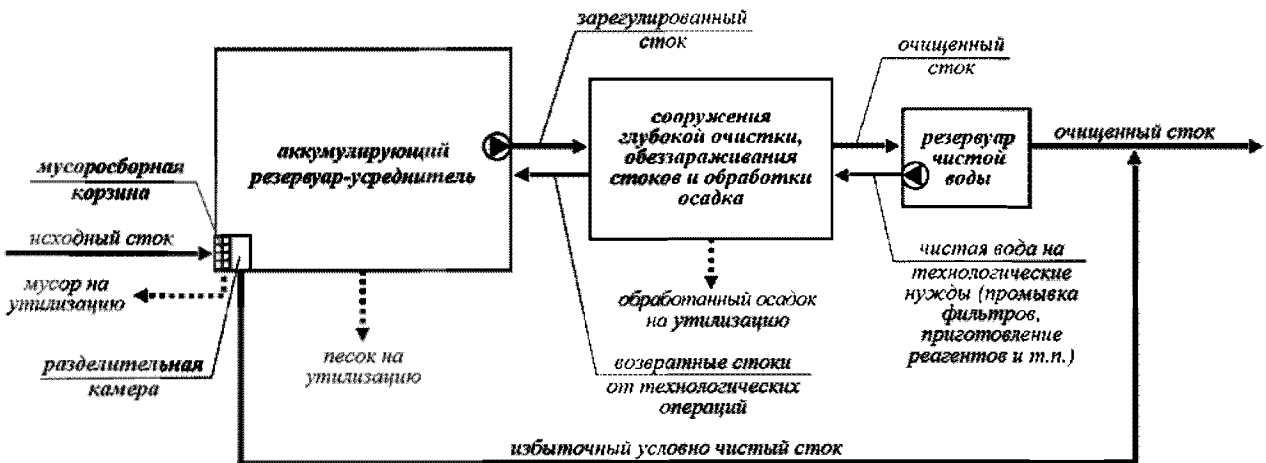 зарегулированный
сток
очищенный
сток
аккумулирующий
резервуар-усреднитель
сооружения
глубокой очистки,
обеззараживания
стоков и обработки
осадка
резервуар
чистой
воды
очищенный сток
мусоросборная
корзина
исходный сток
мусор на
утилизацию
разделительная
камера
песок на
утилизацию
обработанный осадок
на утилизацию
возвратные стоки
от технологических
операций
чистая вода на
технологические
нужды (промывка
фильтров,
приготовление
реагентов и т.п.)
избыточный условно чистый сток